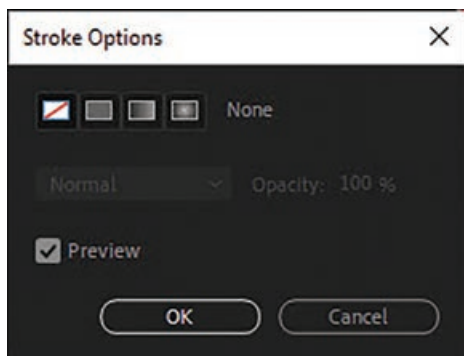 Stroke Options
None
Normal Opacity: 100 %
Preview
OK Cancel